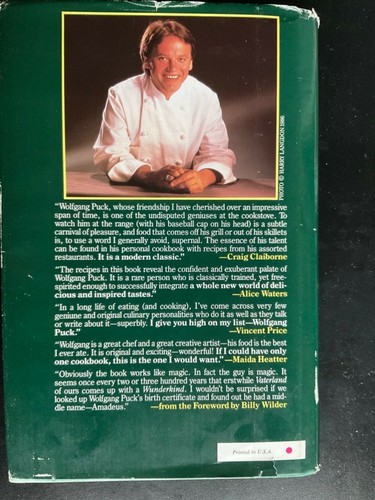 PHOTO © HARRY LANGDON 1986
"Wolfgang Puck, whose friendship I have cherished over an impressive
span of time, is one of the undisputed geniuses at the cookstove. To
watch him at the range (with his baseball cap on his head) is a subtle
carnival of pleasure, and food that comes off his grill or out of his skillets
is, to use a word I generally avoid, supernal. The essence of his talent
can be found in his personal cookbook with recipes from his assorted
restaurants. It is a modern classic." —Craig Claiborne
"The recipes in this book reveal the confident and exuberant palate of
Wolfgang Puck. It is a rare person who is classically trained, yet free-
spirited enough to successfully integrate a whole new world of deli-
cious and inspired tastes." —Alice Waters
"In a long life of eating (and cooking), I've come across very few
geniune and original culinary personalities who do it as well as they talk
or write about it—superbly. I give you high on my list—Wolfgang
Puck." —Vincent Price
"Wolfgang is a great chef and a great creative artist—his food is the best
I ever ate. It is original and exciting—wonderful! If I could have only
one cookbook, this is the one I would want." —Maida Heatter
"Obviously the book works like magic. In fact the guy is magic. It
seems once every two or three hundred years that erstwhile Vaterland
of ours comes up with a Wunderkind. I wouldn't be surprised if we
looked up Wolfgang Puck's birth certificate and found out he had a mid-
dle name—Amadeus." —from the Foreword by Billy Wilder
Printed in U.S.A.